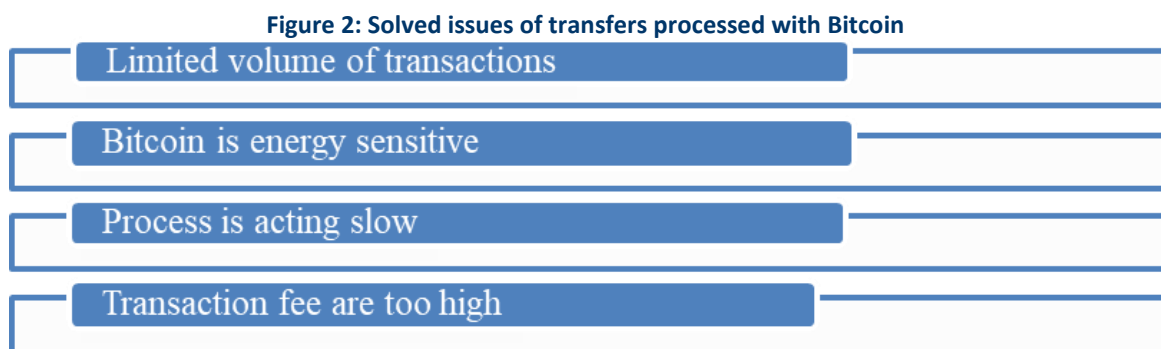 Figure 2: Solved issues of transfers processed with Bitcoin
Limited volume of transactions
Bitcoin is energy sensitive
Process is acting slow
Transaction fee are too high